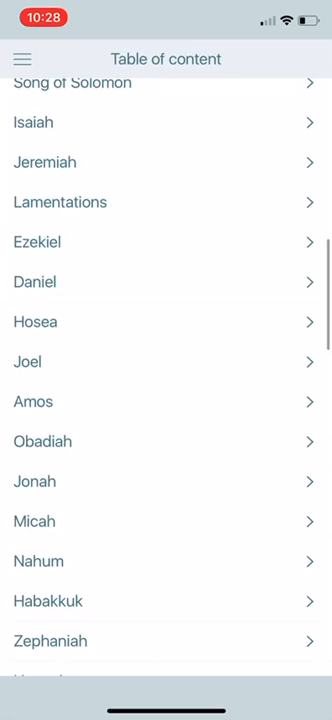 10:28
Table of content
Song of Solomon
Isaiah
Jeremiah
Lamentations
Ezekiel
Daniel
Hosea
Joel
Amos
Obadiah
Jonah
Micah
Nahum
Habakkuk
Zephaniah